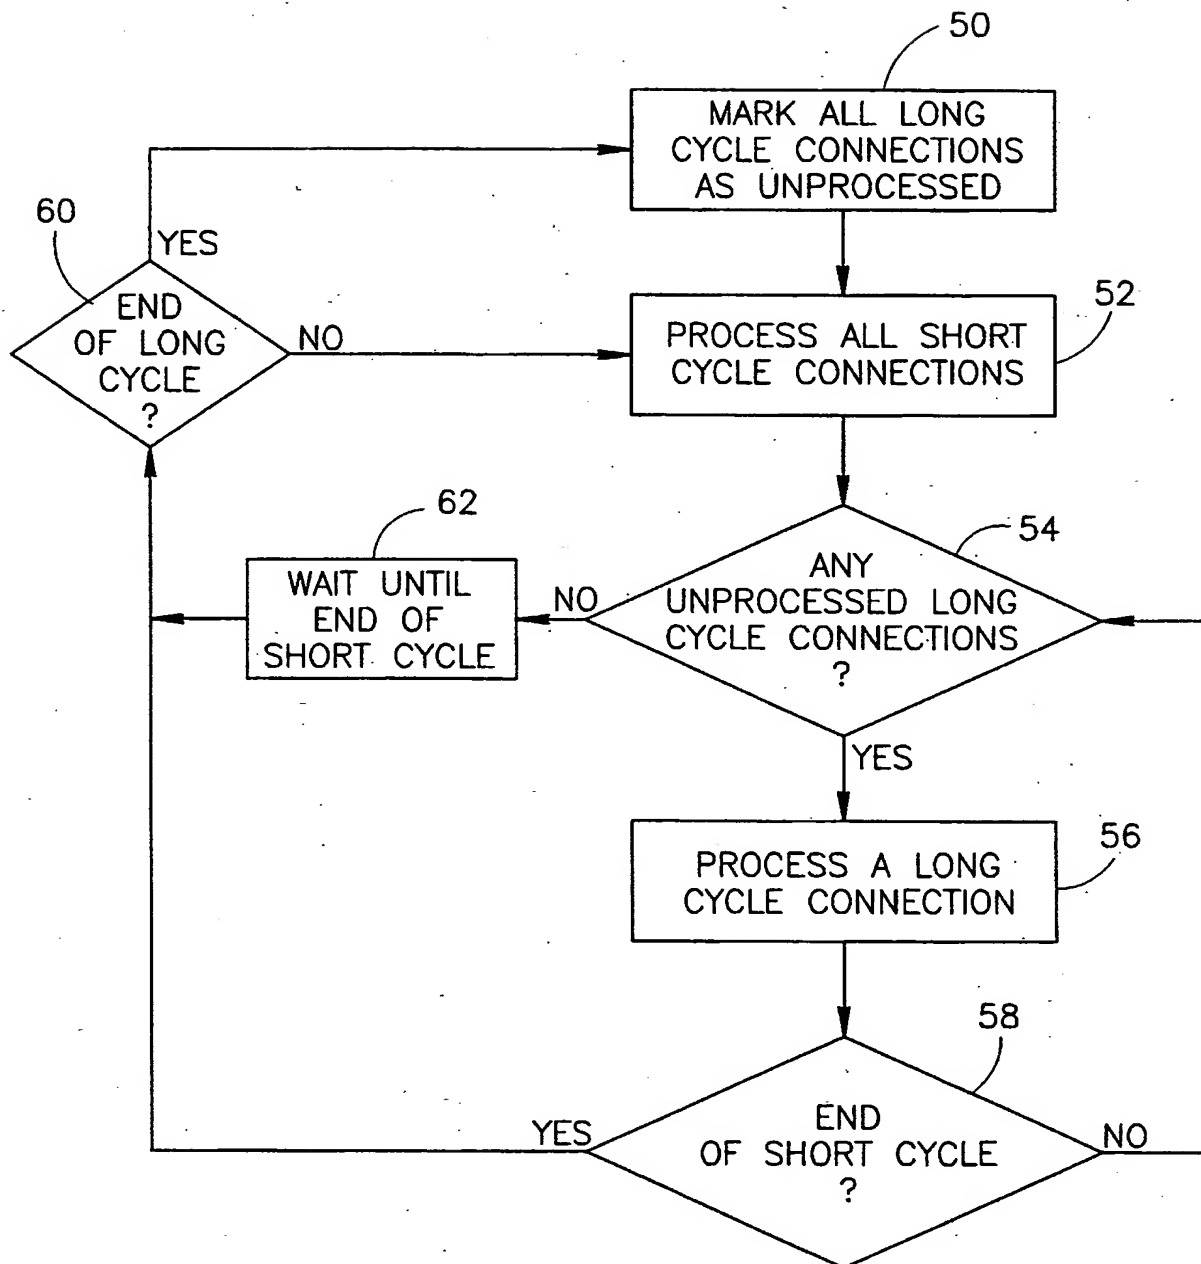 50
MARK ALL LONG
CYCLE CONNECTIONS
AS UNPROCESSED
60
YES
END
OF LONG
CYCLE
?
NO
52
PROCESS ALL SHORT
CYCLE CONNECTIONS
62
WAIT UNTIL
END OF
SHORT CYCLE
NO
54
ANY
UNPROCESSED LONG
CYCLE CONNECTIONS
?
YES
56
PROCESS A LONG
CYCLE CONNECTION
58
YES
END
OF SHORT CYCLE
?
NO